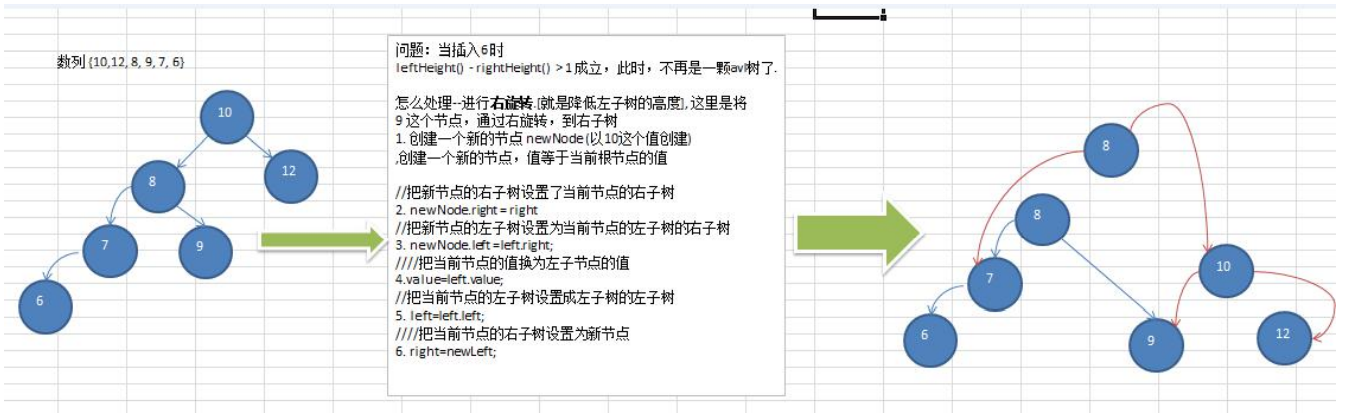 数列 {10,12, 8, 9, 7, 6}
10
8
12
7
9
6
问题：当插入6时
leftHeight() - rightHeight() > 1 成立，此时，不再是一颗avl树了.
怎么处理--进行右旋转.[就是降低左子树的高度], 这里是将
9 这个节点，通过右旋转，到右子树
1. 创建一个新的节点 newNode (以10这个值创建)
,创建一个新的节点，值等于当前根节点的值
//把新节点的右子树设置了当前节点的右子树
2. newNode.right = right
//把新节点的左子树设置为当前节点的左子树的右子树
3. newNode.left =left.right;
////把当前节点的值换为左子节点的值
4.value=left.value;
//把当前节点的左子树设置成左子树的左子树
5. left=left.left;
////把当前节点的右子树设置为新节点
6. right=newLeft;
8
8
7
10
6
9
12